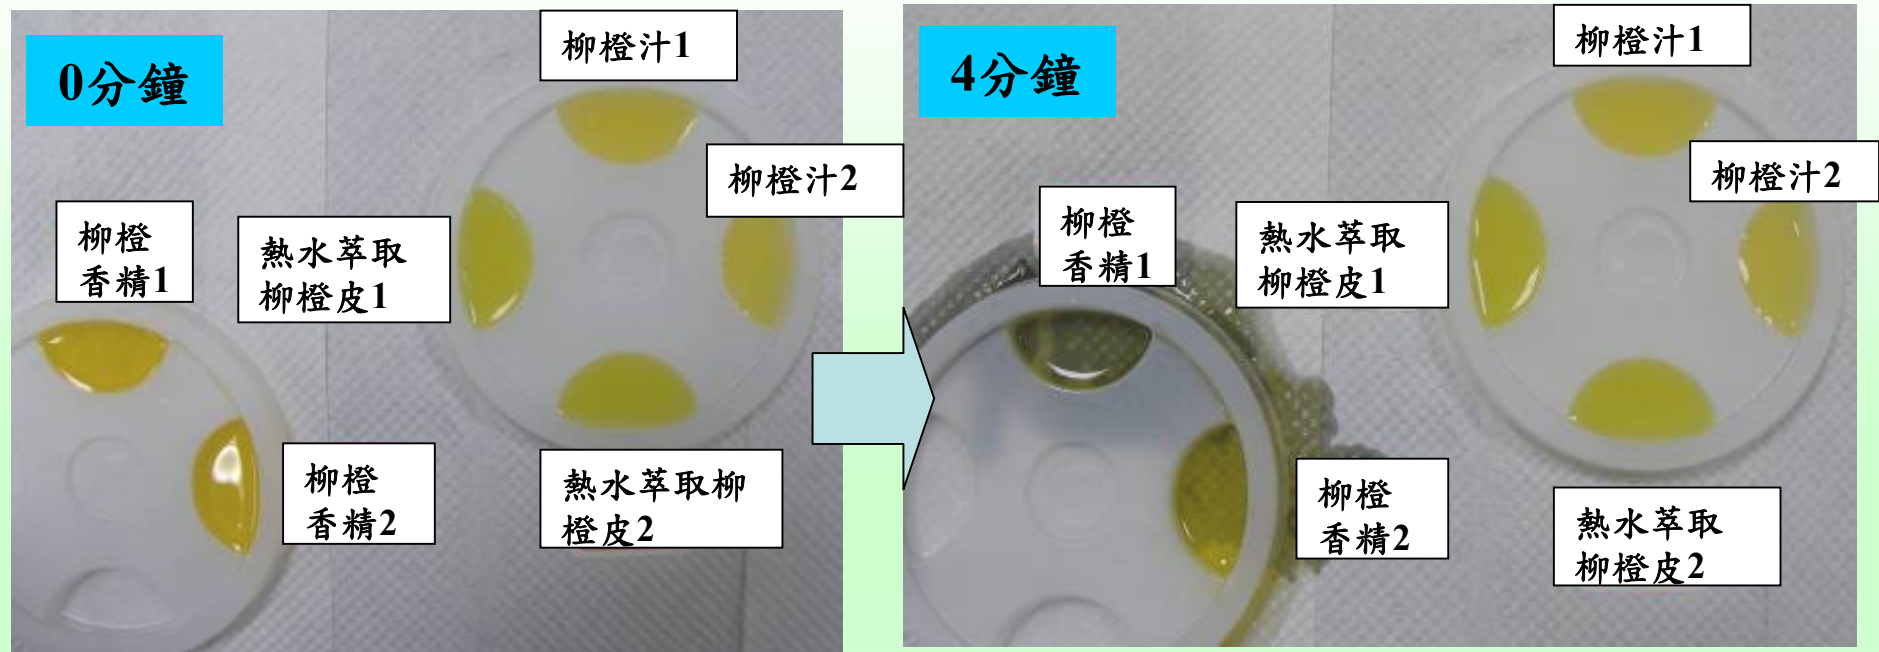 0分鐘
柳橙汁1
柳橙汁2
柳橙
香精1
熱水萃取
柳橙皮1
柳橙
香精2
熱水萃取柳
橙皮2
4分鐘
柳橙汁1
柳橙汁2
柳橙
香精1
熱水萃取
柳橙皮1
柳橙
香精2
熱水萃取
柳橙皮2